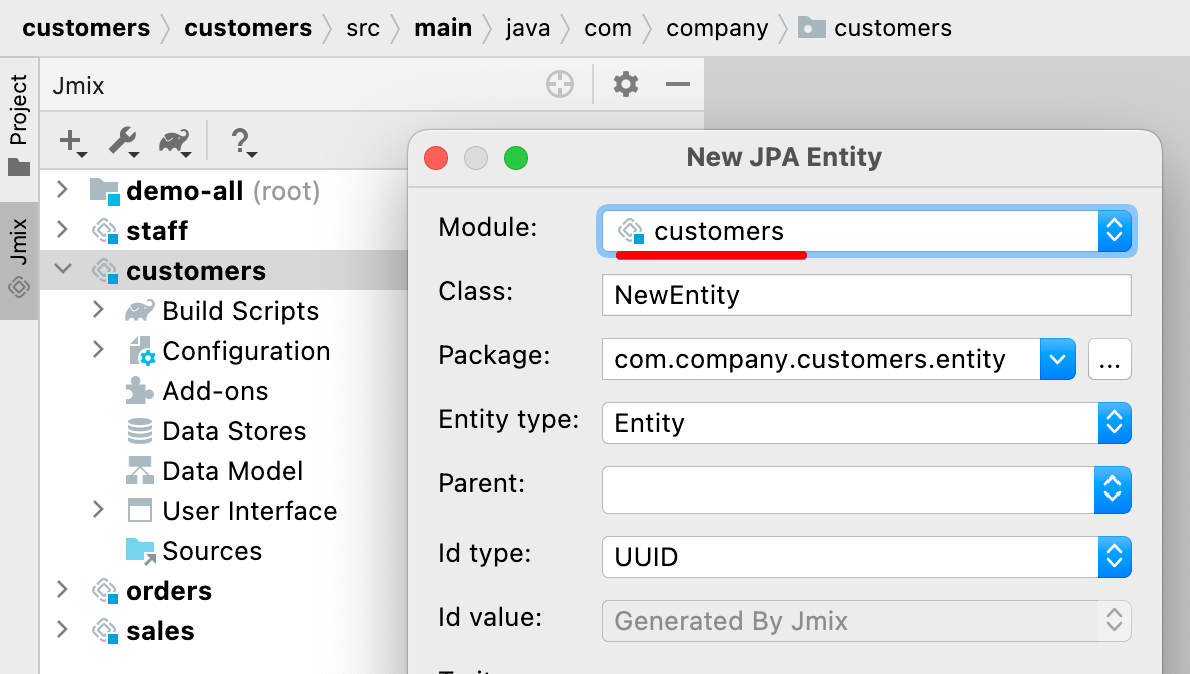 customers customers src main java com company customers
Project
Jmix
Jmix
?
demo-all (root)
staff
customers
Build Scripts
Configuration
Add-ons
Data Stores
Data Model
User Interface
Sources
orders
sales
New JPA Entity
Module: customers
Class: NewEntity
Package: com.company.customers.entity ...
Entity type: Entity
Parent:
Id type: UUID
Id value: Generated By Jmix